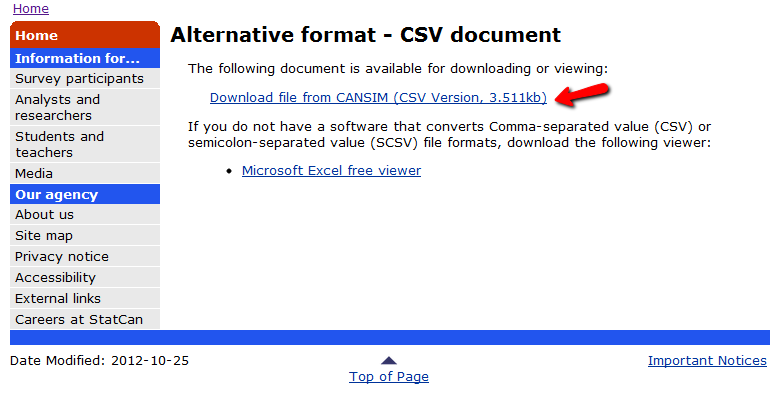 Home
Home
Information for...
Survey participants
Analysts and
researchers
Students and
teachers
Media
Our agency
About us
Site map
Privacy notice
Accessibility
External links
Careers at StatCan
Alternative format - CSV document
The following document is available for downloading or viewing:
Download file from CANSIM (CSV Version, 3.511kb)
If you do not have a software that converts Comma-separated value (CSV) or
semicolon-separated value (SCSV) file formats, download the following viewer:
• Microsoft Excel free viewer
Date Modified: 2012-10-25
Top of Page
Important Notices